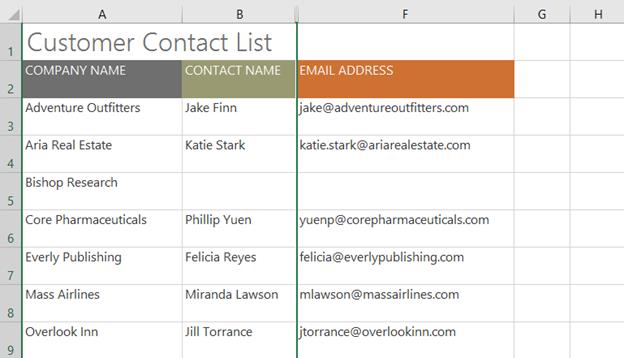 A B F G H
1 Customer Contact List
2 COMPANY NAME CONTACT NAME EMAIL ADDRESS
3 Adventure Outfitters Jake Finn jake@adventureoutfitters.com
4 Aria Real Estate Katie Stark katie.stark@ariarealestate.com
5 Bishop Research
6 Core Pharmaceuticals Phillip Yuen yuenp@corepharmaceuticals.com
7 Everly Publishing Felicia Reyes felicia@everlypublishing.com
8 Mass Airlines Miranda Lawson mlawson@massairlines.com
9 Overlook Inn Jill Torrance jtorrance@overlookinn.com